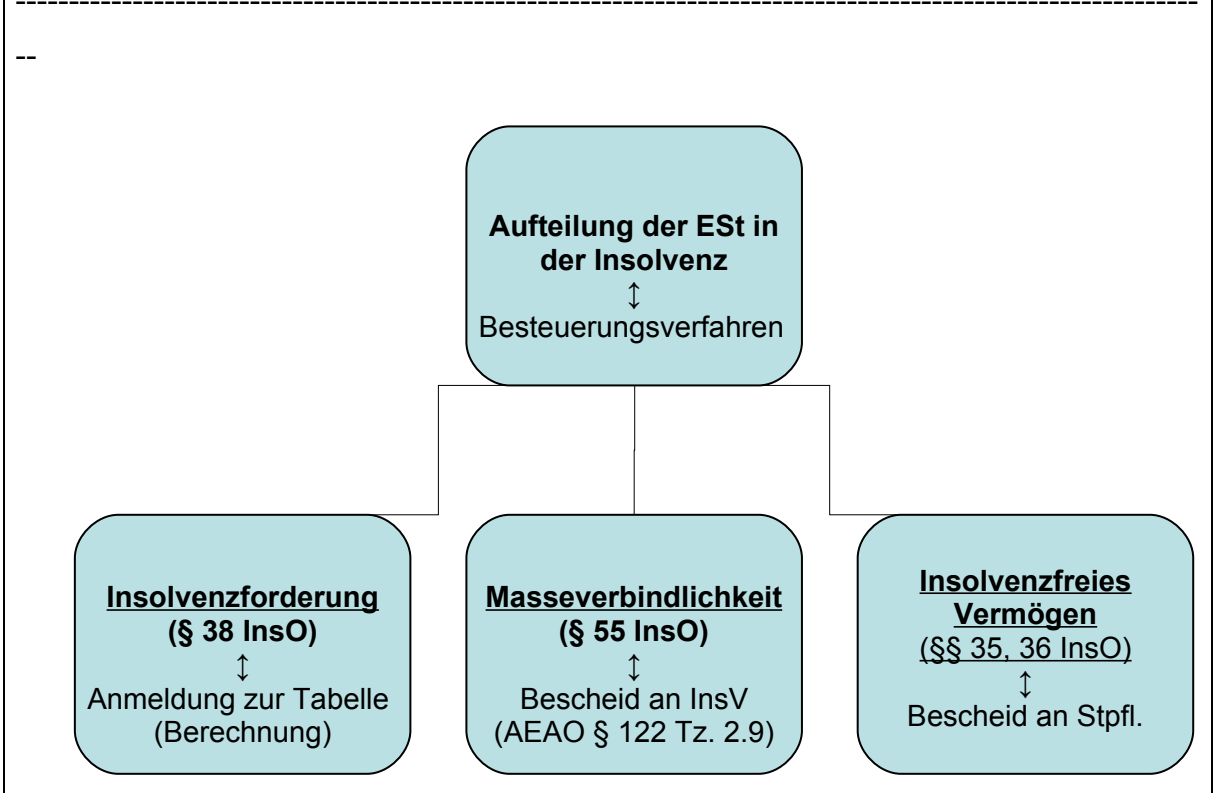 --
Aufteilung der ESt in
der Insolvenz
↕
Besteuerungsverfahren
Insolvenzforderung
(§ 38 InsO)
↕
Anmeldung zur Tabelle
(Berechnung)
Masseverbindlichkeit
(§ 55 InsO)
↕
Bescheid an InsV
(AEAO § 122 Tz. 2.9)
Insolvenzfreies
Vermögen
(§§ 35, 36 InsO)
↕
Bescheid an Stpfl.